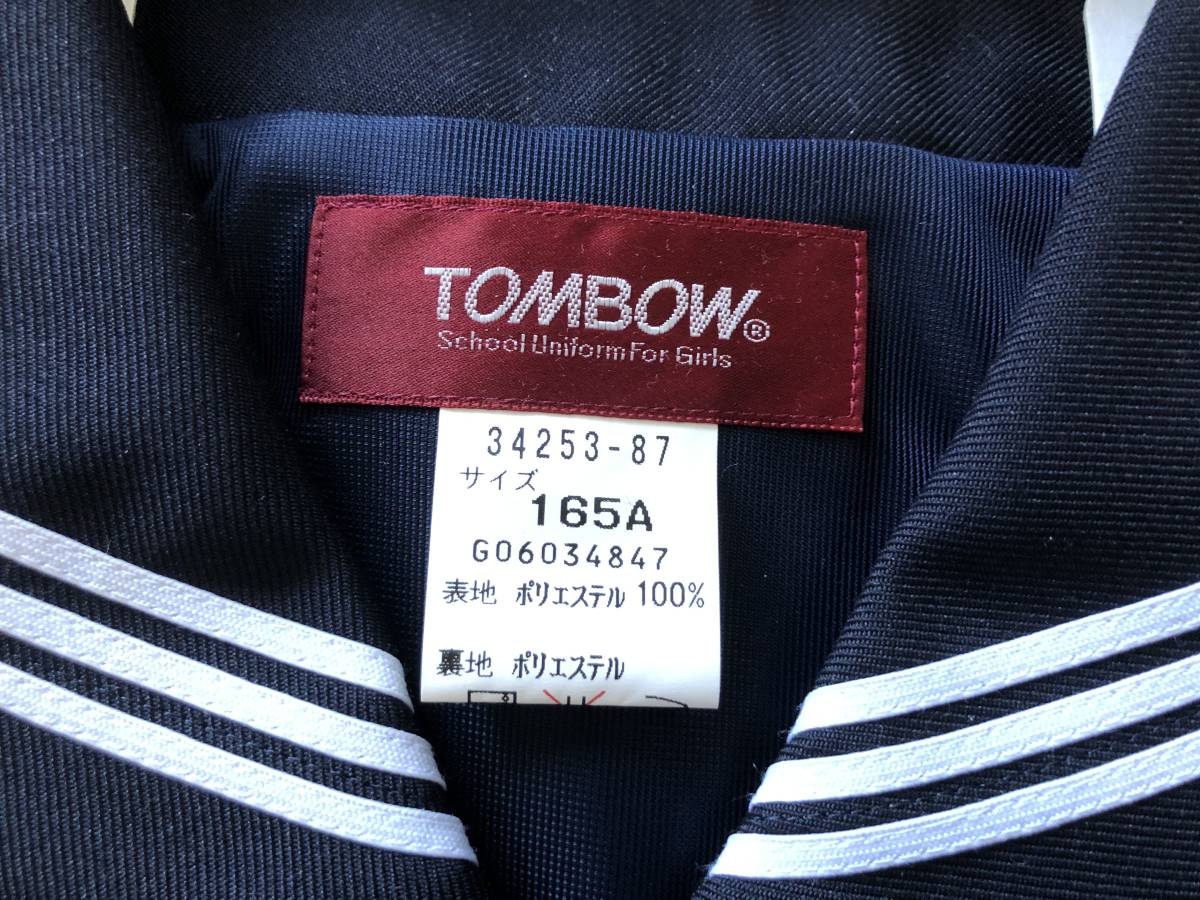 TOMBOW®
School Uniform For Girls
34253-87
サイズ
165A
G06034847
表地 ポリエステル 100%
裏地 ポリエステル